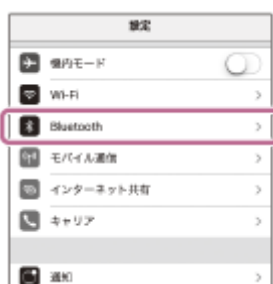 設定
機内モード
Wi-Fi
Bluetooth
モバイル通信
インターネット共有
キャリア
通知